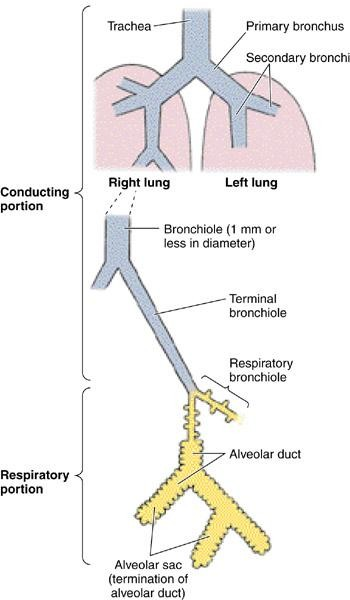 Trachea
Primary bronchus
Secondary bronchi
Right lung
Left lung
Conducting
portion
Bronchiole (1 mm or
less in diameter)
Terminal
bronchiole
Respiratory
bronchiole
Alveolar duct
Respiratory
portion
Alveolar sac
(termination of
alveolar duct)